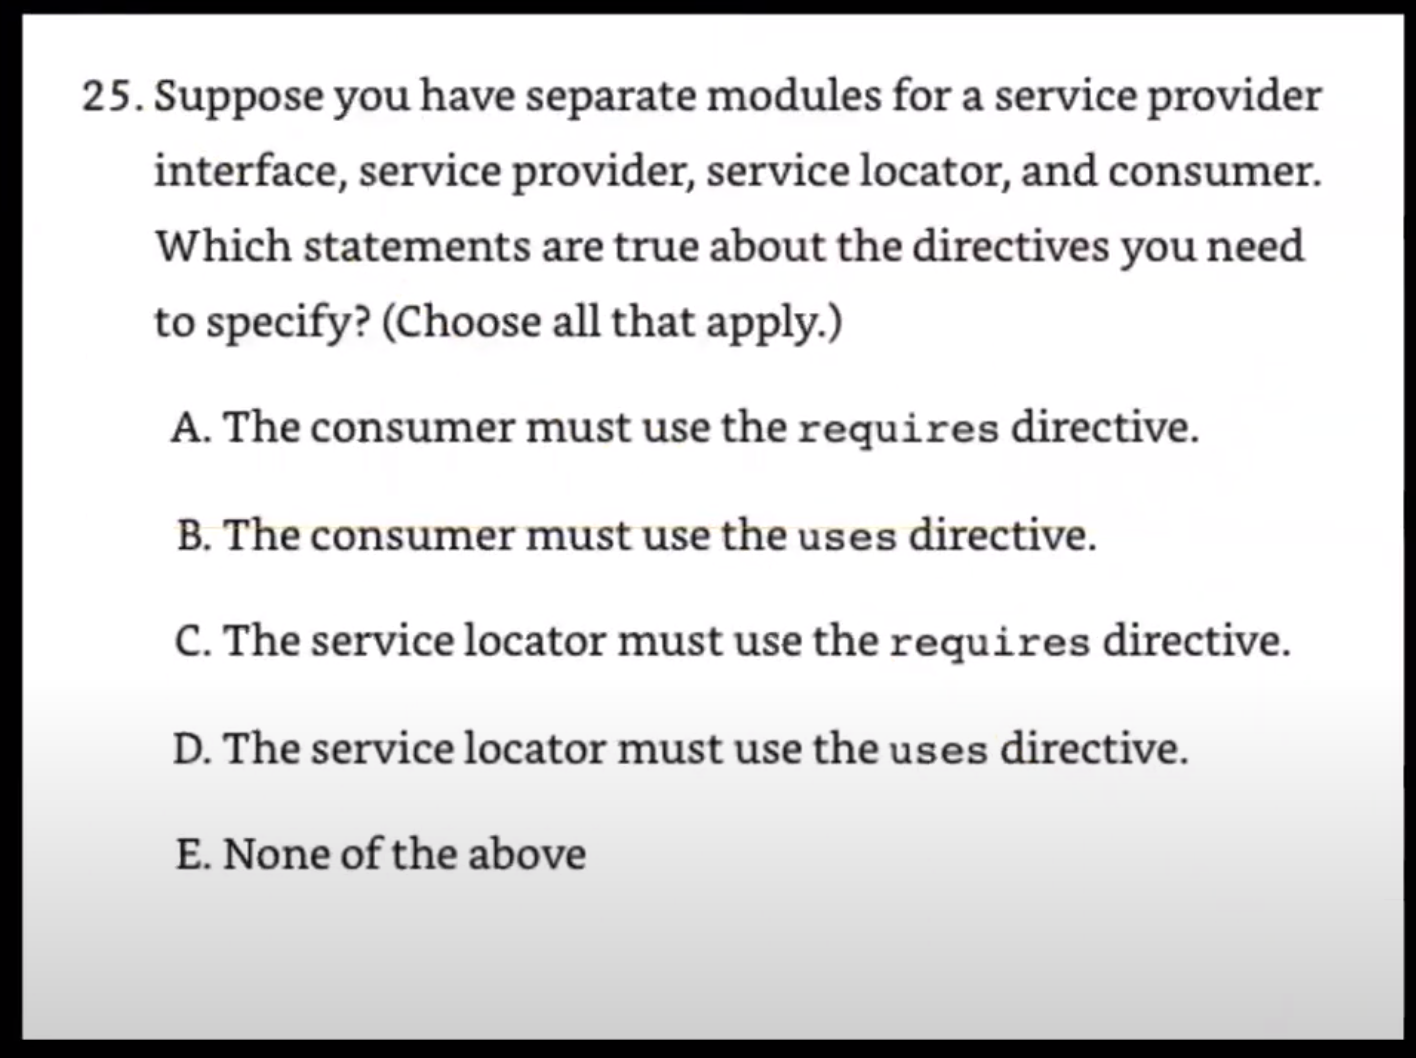 25. Suppose you have separate modules for a service provider
interface, service provider, service locator, and consumer.
Which statements are true about the directives you need
to specify? (Choose all that apply.)
A. The consumer must use the requires directive.
B. The consumer must use the uses directive.
C. The service locator must use the requires directive.
D. The service locator must use the uses directive.
E. None of the above